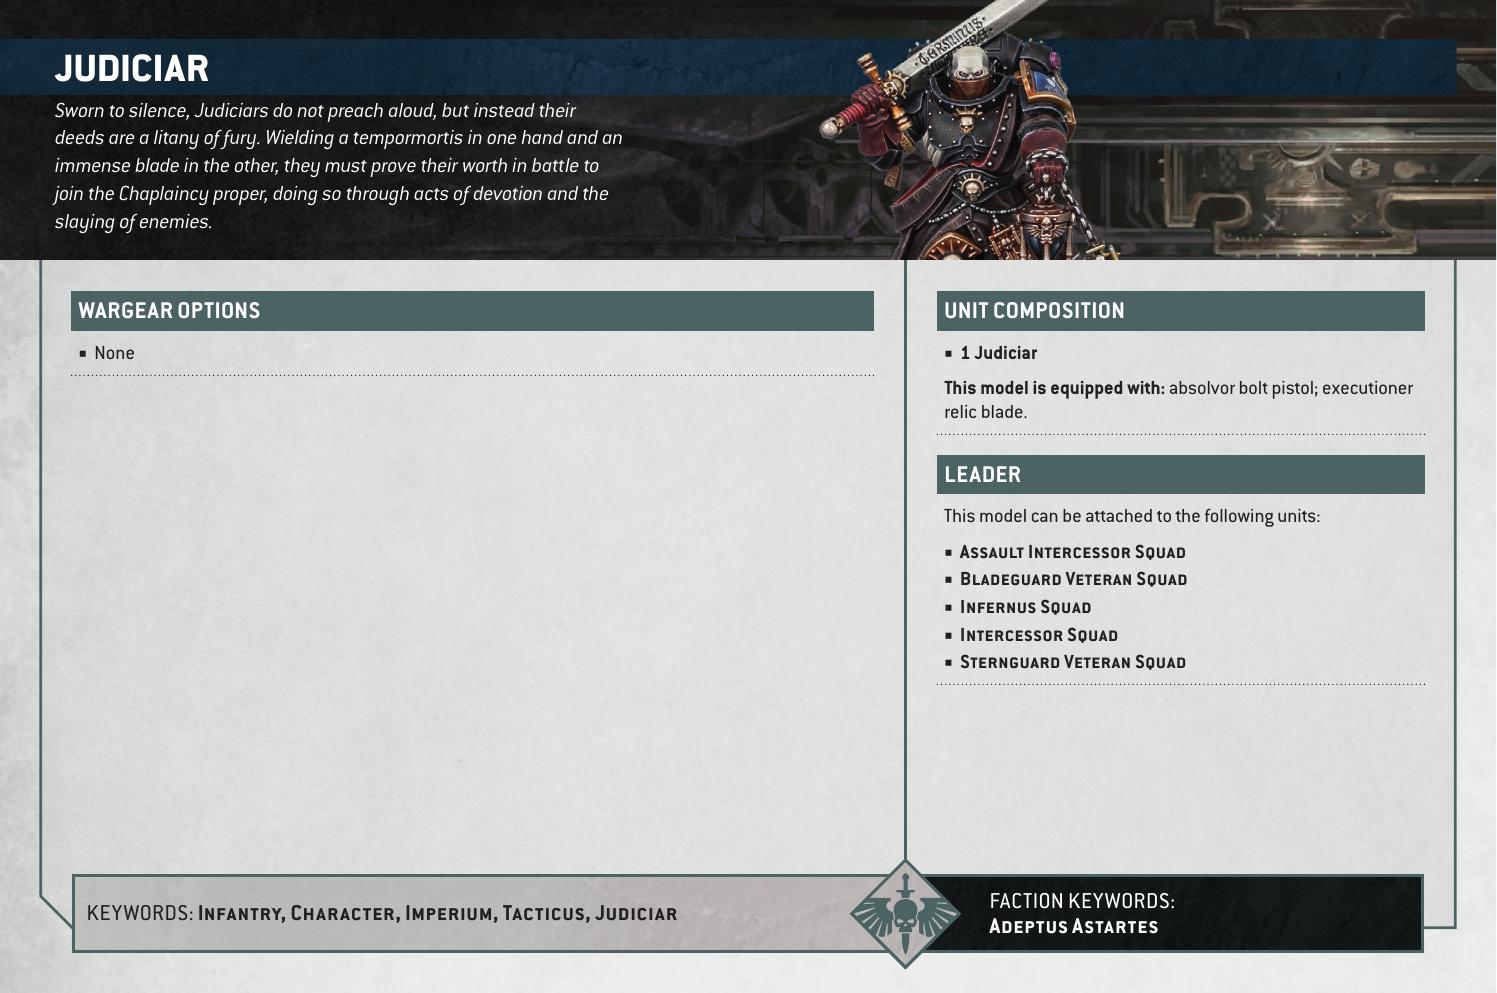 JUDICIAR
Sworn to silence, Judiciars do not preach aloud, but instead their
deeds are a litany of fury. Wielding a tempormortis in one hand and an
immense blade in the other, they must prove their worth in battle to
join the Chaplaincy proper, doing so through acts of devotion and the
slaying of enemies.
WARGEAR OPTIONS
▪ None
UNIT COMPOSITION
▪ 1 Judiciar
This model is equipped with: absolvor bolt pistol; executioner
relic blade.
LEADER
This model can be attached to the following units:
▪ Assault Intercessor Squad
▪ Bladeguard Veteran Squad
▪ Infernus Squad
▪ Intercessor Squad
▪ Sternguard Veteran Squad
KEYWORDS: Infantry, Character, Imperium, Tacticus, Judiciar
FACTION KEYWORDS:
Adeptus Astartes